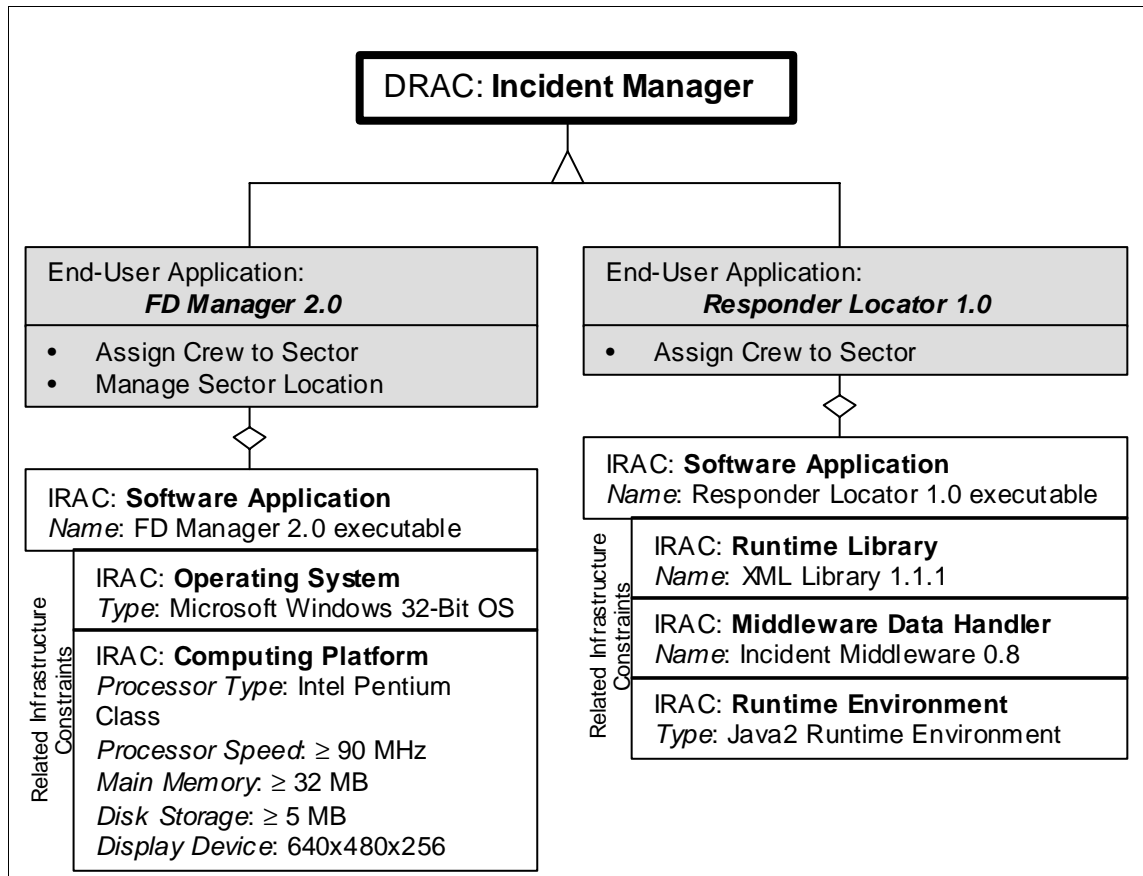 DRAC: Incident Manager
End-User Application:
FD Manager 2.0
• Assign Crew to Sector
• Manage Sector Location
IRAC: Software Application
Name: FD Manager 2.0 executable
Related Infrastructure
Constraints
IRAC: Operating System
Type: Microsoft Windows 32-Bit OS
IRAC: Computing Platform
Processor Type: Intel Pentium
Class
Processor Speed: ≥ 90 MHz
Main Memory: ≥ 32 MB
Disk Storage: ≥ 5 MB
Display Device: 640x480x256
End-User Application:
Responder Locator 1.0
• Assign Crew to Sector
IRAC: Software Application
Name: Responder Locator 1.0 executable
Related Infrastructure
Constraints
IRAC: Runtime Library
Name: XML Library 1.1.1
IRAC: Middleware Data Handler
Name: Incident Middleware 0.8
IRAC: Runtime Environment
Type: Java2 Runtime Environment